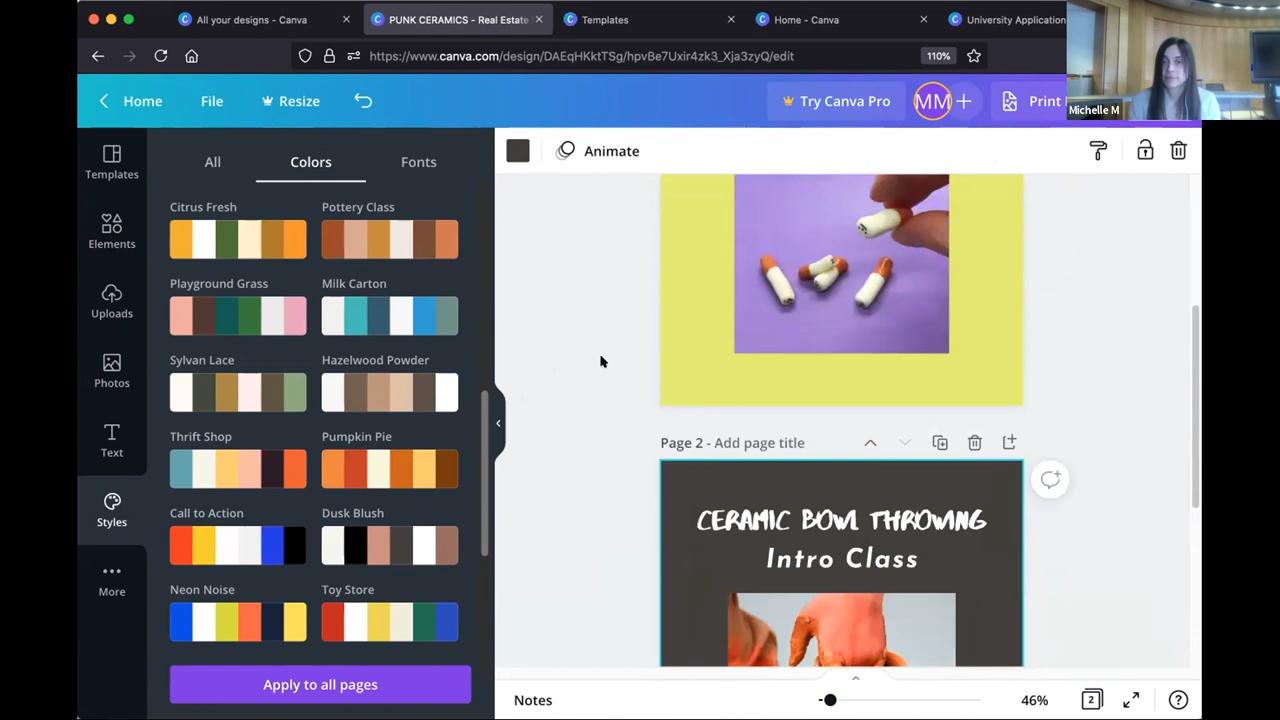 All your designs - Canva
PUNK CERAMICS - Real Estate
Templates
Home - Canva
University Application
https://www.canva.com/design/DAEqHKktTSg/hpvBe7Uxir4zk3_Xja3zyQ/edit
110%
Michelle M
Home
File
Resize
Try Canva Pro
MM
Print
Templates
Elements
Uploads
Photos
Text
Styles
More
All
Colors
Fonts
Animate
Citrus Fresh
Pottery Class
Playground Grass
Milk Carton
Sylvan Lace
Hazelwood Powder
Thrift Shop
Pumpkin Pie
Call to Action
Dusk Blush
Neon Noise
Toy Store
Apply to all pages
Page 2 - Add page title
CERAMIC BOWL THROWING
Intro Class
Notes
46%
2